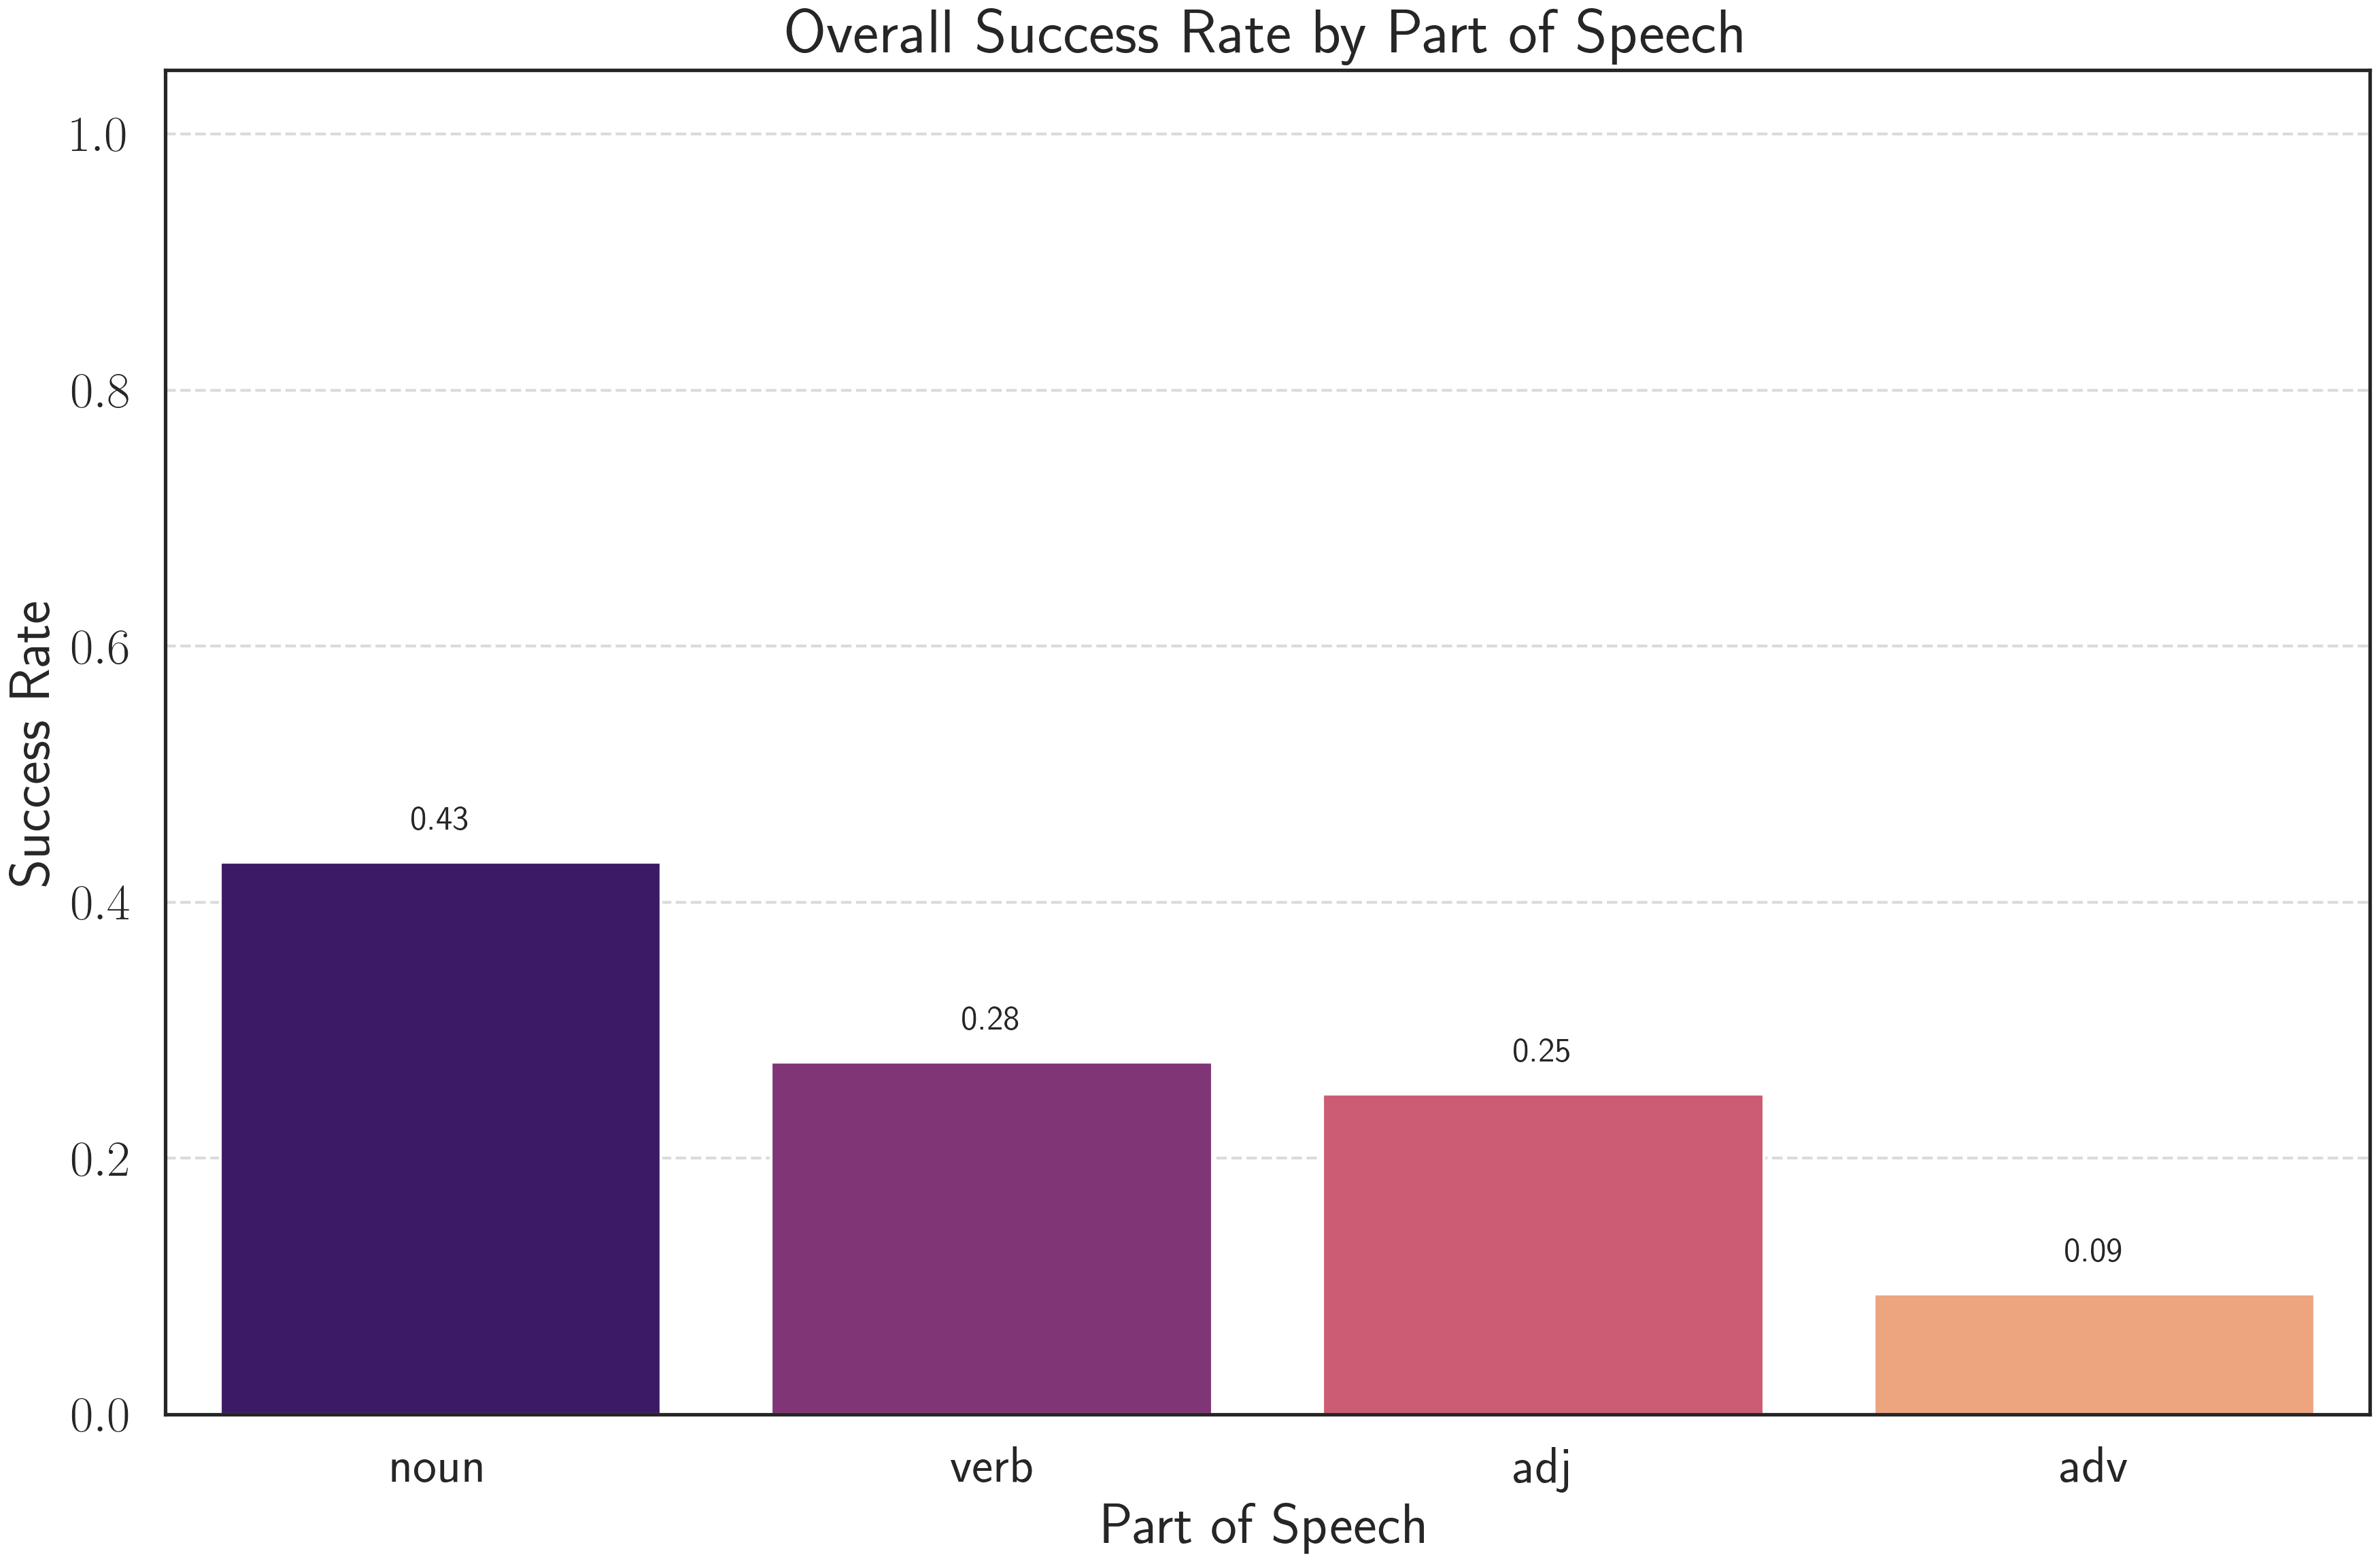 Overall Success Rate by Part of Speech
1.0
0.8
0.6
0.4
0.2
0.0
Success Rate
0.43
0.28
0.25
0.09
noun
verb
adj
adv
Part of Speech